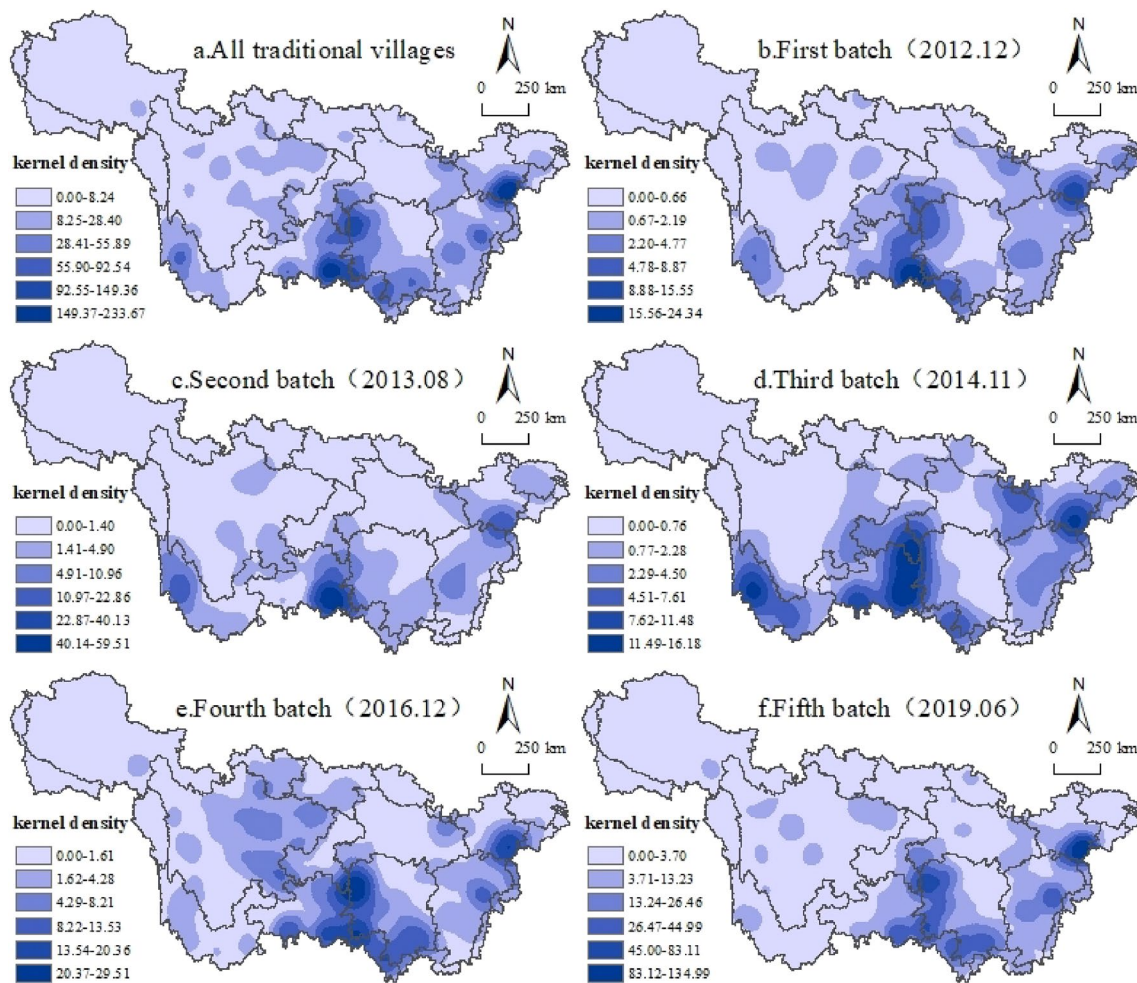 a.All traditional villages
N
0 250 km
kernel density
0.00-8.24
8.25-28.40
28.41-55.89
55.90-92.54
92.55-149.36
149.37-233.67
b.First batch（2012.12）
N
0 250 km
kernel density
0.00-0.66
0.67-2.19
2.20-4.77
4.78-8.87
8.88-15.55
15.56-24.34
c.Second batch（2013.08）
N
0 250 km
kernel density
0.00-1.40
1.41-4.90
4.91-10.96
10.97-22.86
22.87-40.13
40.14-59.51
d.Third batch（2014.11）
N
0 250 km
kernel density
0.00-0.76
0.77-2.28
2.29-4.50
4.51-7.61
7.62-11.48
11.49-16.18
e.Fourth batch（2016.12）
N
0 250 km
kernel density
0.00-1.61
1.62-4.28
4.29-8.21
8.22-13.53
13.54-20.36
20.37-29.51
f.Fifth batch（2019.06）
N
0 250 km
kernel density
0.00-3.70
3.71-13.23
13.24-26.46
26.47-44.99
45.00-83.11
83.12-134.99